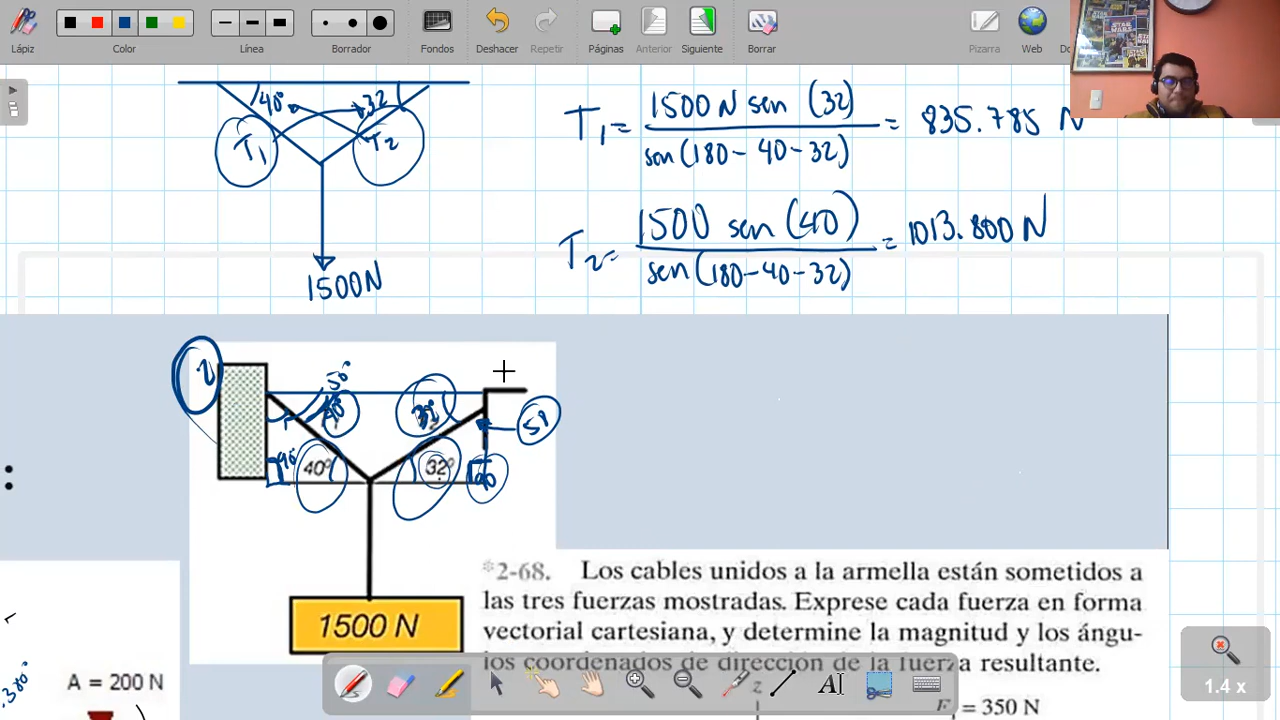 Lápiz
Color
Línea
Borrador
Fondos
Deshacer
Repetir
Páginas
Anterior
Siguiente
Borrar
Pizarra
Web
40°
32
T1
T2
1500N
T1= 1500 N sen (32) / sen(180-40-32) = 835.785 N
T2= 1500 sen (40) / sen(180-40-32) = 1013.800 N
2
50°
40°
32°
90°
40°
32°
90
1500 N
*2-68. Los cables unidos a la armella están sometidos a
las tres fuerzas mostradas. Exprese cada fuerza en forma
vectorial cartesiana, y determine la magnitud y los ángu-
los coordenados de dirección de la fuerza resultante.
A = 200 N
z
F = 350 N
AI
1.4 x